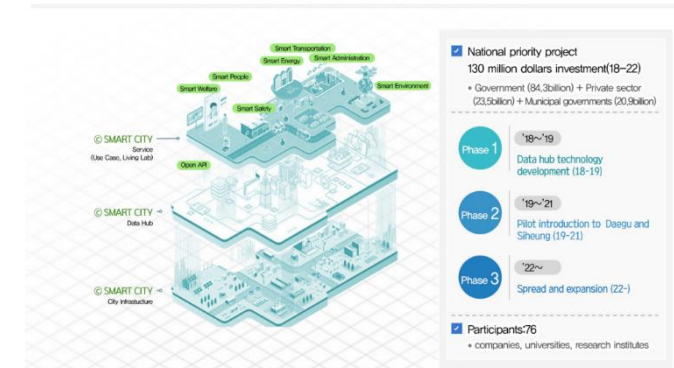 Smart Transportation
Smart Energy
Smart Administration
Smart People
Smart Welfare
Smart Environment
Smart Safety
© SMART CITY
Service
(Use Case, Living Lab)
Open API
© SMART CITY
Data Hub
© SMART CITY
City Infrastucture
National priority project
130 million dollars investment(18-22)
• Government (84,3billion) + Private sector
(23,5billion) + Municipal governments (20,9billion)
Phase 1
'18~'19
Data hub technology
development (18-19)
Phase 2
'19~'21
Pilot introduction to Daegu and
Siheung (19-21)
Phase 3
'22~
Spread and expansion (22-)
Participants:76
• companies, universities, research institutes